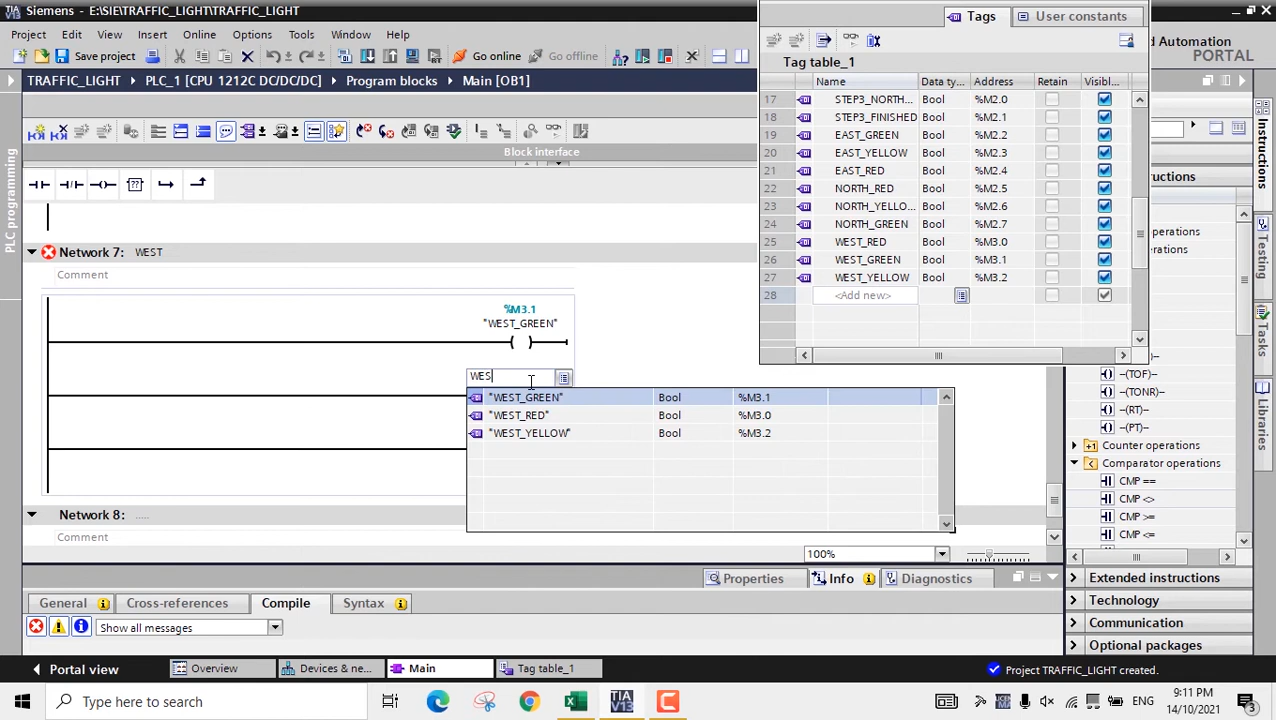 TIA
V13
Siemens - E:\SIE\TRAFFIC_LIGHT\TRAFFIC_LIGHT
Project Edit View Insert Online Options Tools Window Help
Save project Go online
Automation
PORTAL
TRAFFIC_LIGHT PLC_1 [CPU 1212C DC/DC/DC] Program blocks Main [OB1]
Block interface
PLC programming
Network 7: WEST
Comment
%M3.1
"WEST_GREEN"
WES
"WEST_GREEN" Bool %M3.1
"WEST_RED" Bool %M3.0
"WEST_YELLOW" Bool %M3.2
Network 8: .....
Comment
100%
Tags User constants
Tag table_1
Name Data ty... Address Retain Visibl...
17 STEP3_NORTH... Bool %M2.0
18 STEP3_FINISHED Bool %M2.1
19 EAST_GREEN Bool %M2.2
20 EAST_YELLOW Bool %M2.3
21 EAST_RED Bool %M2.4
22 NORTH_RED Bool %M2.5
23 NORTH_YELLO... Bool %M2.6
24 NORTH_GREEN Bool %M2.7
25 WEST_RED Bool %M3.0
26 WEST_GREEN Bool %M3.1
27 WEST_YELLOW Bool %M3.2
28 <Add new>
–(TOF)–
–(TONR)–
–(RT)–
–(PT)–
Counter operations
Comparator operations
CMP ==
CMP <>
CMP >=
CMP <=
Extended instructions
Technology
Communication
Optional packages
Testing
Tasks
Libraries
Properties Info Diagnostics
General Cross-references Compile Syntax
Show all messages
Portal view Overview Devices & ne... Main Tag table_1
Project TRAFFIC_LIGHT created.
Type here to search
ENG
9:11 PM
14/10/2021
3